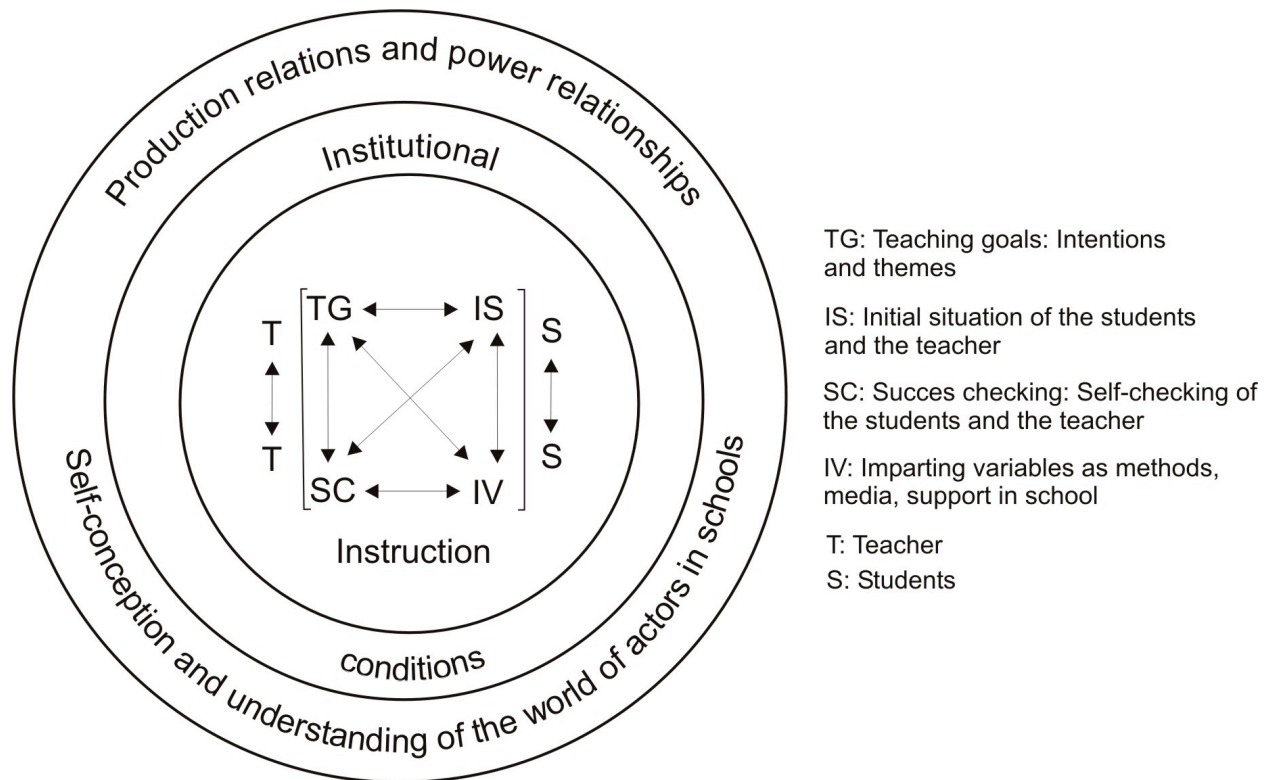 Production relations and power relationships
Institutional
TG IS
T S
T S
SC IV
Instruction
conditions
Self-conception and understanding of the world of actors in schools
TG: Teaching goals: Intentions
and themes
IS: Initial situation of the students
and the teacher
SC: Succes checking: Self-checking of
the students and the teacher
IV: Imparting variables as methods,
media, support in school
T: Teacher
S: Students